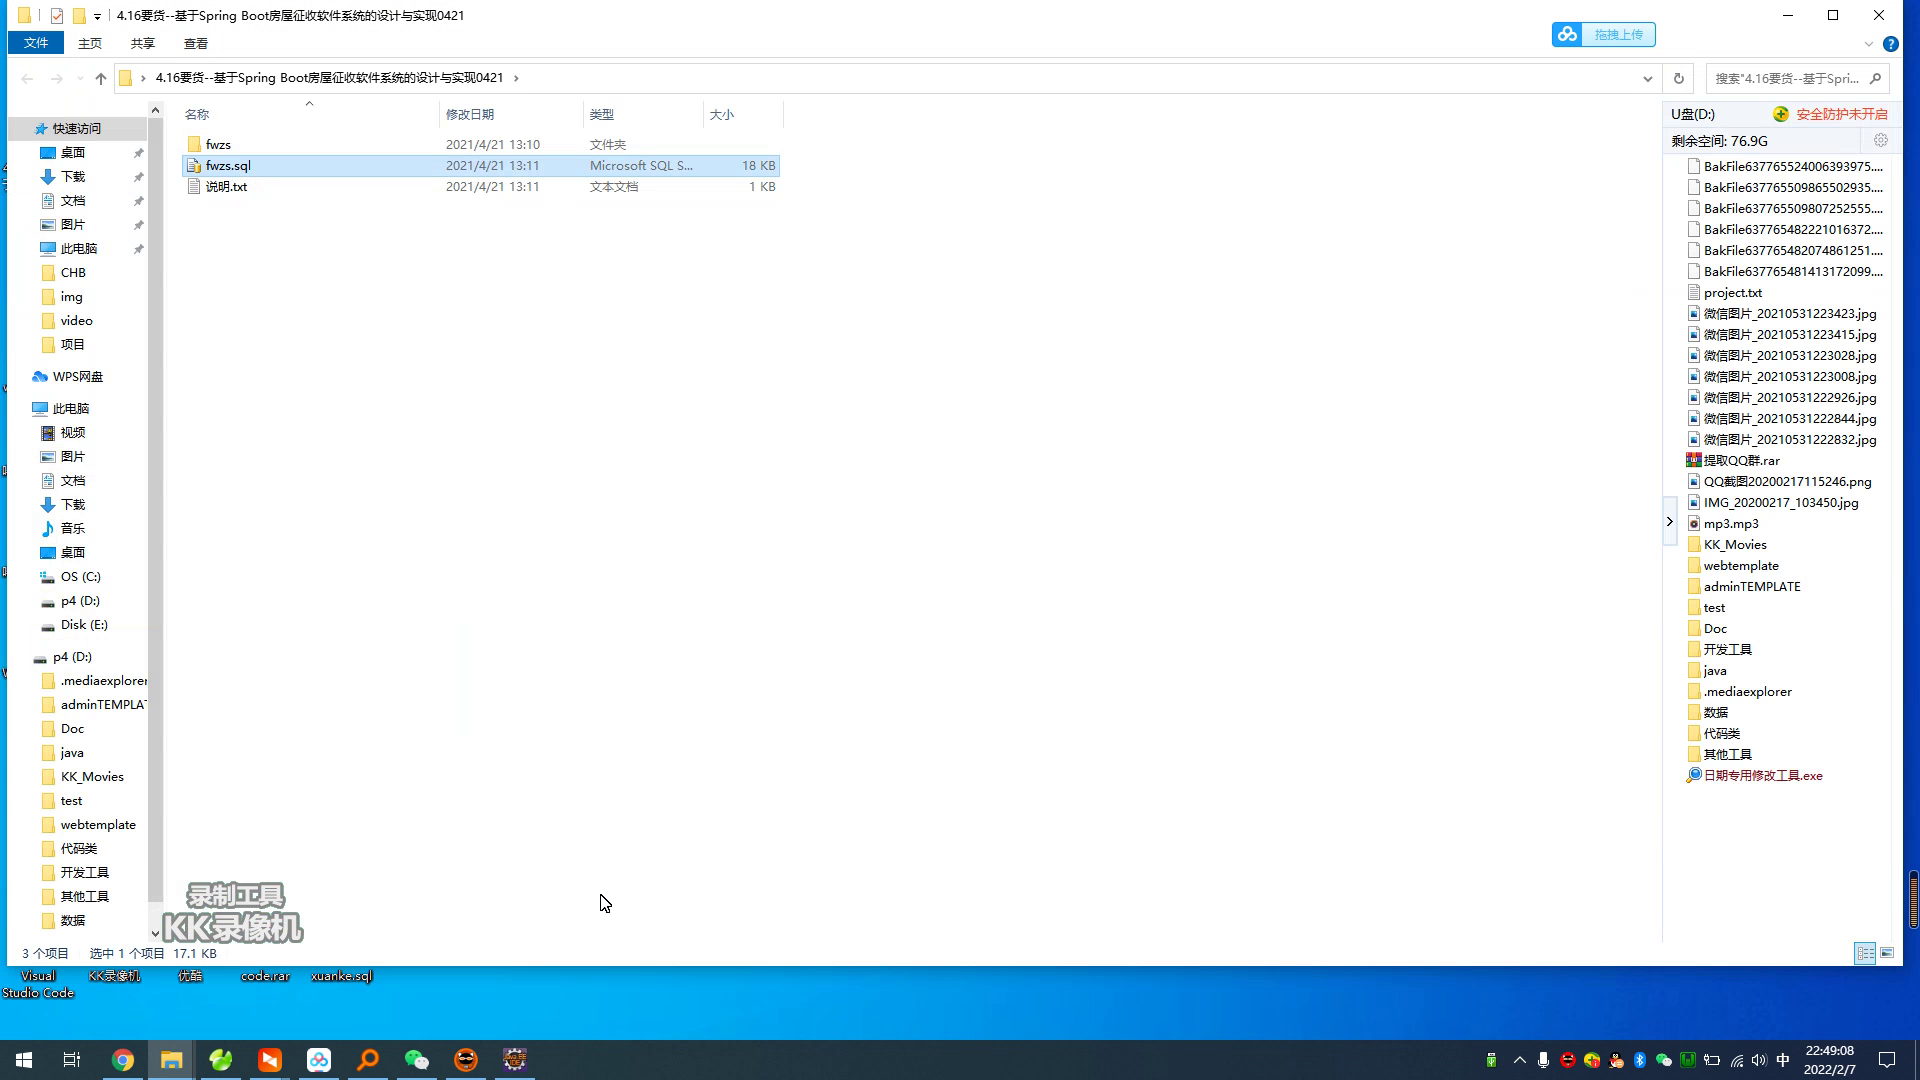 4.16要货--基于Spring Boot房屋征收软件系统的设计与实现0421
文件
主页
共享
查看
拖拽上传
4.16要货--基于Spring Boot房屋征收软件系统的设计与实现0421
搜索"4.16要货--基于Spri...
名称
修改日期
类型
大小
fwzs
2021/4/21 13:10
文件夹
fwzs.sql
2021/4/21 13:11
Microsoft SQL S...
18 KB
说明.txt
2021/4/21 13:11
文本文档
1 KB
快速访问
桌面
下载
文档
图片
此电脑
CHB
img
video
项目
WPS网盘
此电脑
视频
图片
文档
下载
音乐
桌面
OS (C:)
p4 (D:)
Disk (E:)
p4 (D:)
.mediaexplorer
adminTEMPLAT
Doc
java
KK_Movies
test
webtemplate
代码类
开发工具
其他工具
数据
U盘(D:)
安全防护未开启
剩余空间: 76.9G
BakFile637765524006393975....
BakFile637765509865502935....
BakFile637765509807252555....
BakFile637765482221016372....
BakFile637765482074861251....
BakFile637765481413172099....
project.txt
微信图片_20210531223423.jpg
微信图片_20210531223415.jpg
微信图片_20210531223028.jpg
微信图片_20210531223008.jpg
微信图片_20210531222926.jpg
微信图片_20210531222844.jpg
微信图片_20210531222832.jpg
提取QQ群.rar
QQ截图20200217115246.png
IMG_20200217_103450.jpg
mp3.mp3
KK_Movies
webtemplate
adminTEMPLATE
test
Doc
开发工具
java
.mediaexplorer
数据
代码类
其他工具
日期专用修改工具.exe
录制工具
KK录像机
3 个项目
选中 1 个项目 17.1 KB
Visual
Studio Code
KK录像机
优酷
code.rar
xuanke.sql
中
22:49:08
2022/2/7